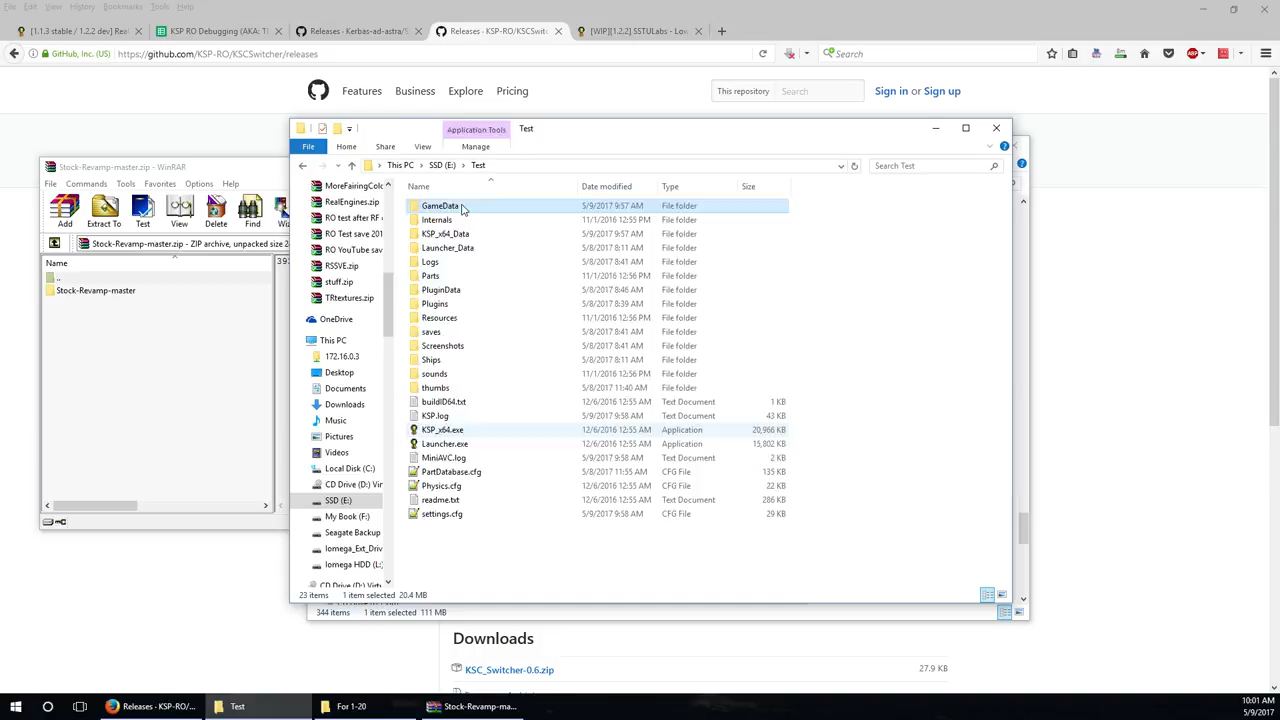 File Edit View History Bookmarks Tools Help
[1.1.3 stable / 1.2.2 dev] Real
KSP RO Debugging (AKA: T
Releases - Kerbas-ad-astra/S
Releases - KSP-RO/KSCSwitcher
[WIP][1.2.2] SSTULabs - Low
GitHub, Inc. (US)
https://github.com/KSP-RO/KSCSwitcher/releases
Search
Features Business Explore Pricing
This repository Search
Sign in or Sign up
Application Tools
Test
File Home Share View Manage
This PC SSD (E:) Test
Search Test
Stock-Revamp-master.zip - WinRAR
File Commands Tools Favorites Options Help
Add Extract To Test View Delete Find Wiz
Stock-Revamp-master.zip - ZIP archive, unpacked size 2
Name
..
Stock-Revamp-master
39
MoreFairingColo
RealEngines.zip
RO test after RF c
RO Test save 201
RO YouTube sav
RSSVE.zip
stuff.zip
TRtextures.zip
OneDrive
This PC
172.16.0.3
Desktop
Documents
Downloads
Music
Pictures
Videos
Local Disk (C:)
CD Drive (D:) Vir
SSD (E:)
My Book (F:)
Seagate Backup
Iomega_Ext_Driv
Iomega HDD (L:)
CD Drive (D:) Virtu
Name Date modified Type Size
GameData 5/9/2017 9:57 AM File folder
Internals 11/1/2016 12:55 PM File folder
KSP_x64_Data 5/9/2017 9:57 AM File folder
Launcher_Data 5/8/2017 8:11 AM File folder
Logs 5/8/2017 8:41 AM File folder
Parts 11/1/2016 12:56 PM File folder
PluginData 5/8/2017 8:46 AM File folder
Plugins 5/8/2017 8:39 AM File folder
Resources 11/1/2016 12:56 PM File folder
saves 5/8/2017 8:41 AM File folder
Screenshots 5/8/2017 8:41 AM File folder
Ships 5/8/2017 8:11 AM File folder
sounds 11/1/2016 12:56 PM File folder
thumbs 5/8/2017 11:40 AM File folder
buildID64.txt 12/6/2016 12:55 AM Text Document 1 KB
KSP.log 5/9/2017 9:58 AM Text Document 43 KB
KSP_x64.exe 12/6/2016 12:55 AM Application 20,966 KB
Launcher.exe 12/6/2016 12:55 AM Application 15,802 KB
MiniAVC.log 5/9/2017 9:58 AM Text Document 2 KB
PartDatabase.cfg 5/8/2017 11:55 AM CFG File 135 KB
Physics.cfg 12/6/2016 12:55 AM CFG File 22 KB
readme.txt 12/6/2016 12:55 AM Text Document 286 KB
settings.cfg 5/9/2017 9:58 AM CFG File 29 KB
23 items 1 item selected 20.4 MB
344 items 1 item selected 111 MB
Downloads
KSC_Switcher-0.6.zip 27.9 KB
Releases - KSP-RO/...
Test
For 1-20
Stock-Revamp-ma...
10:01 AM
5/9/2017